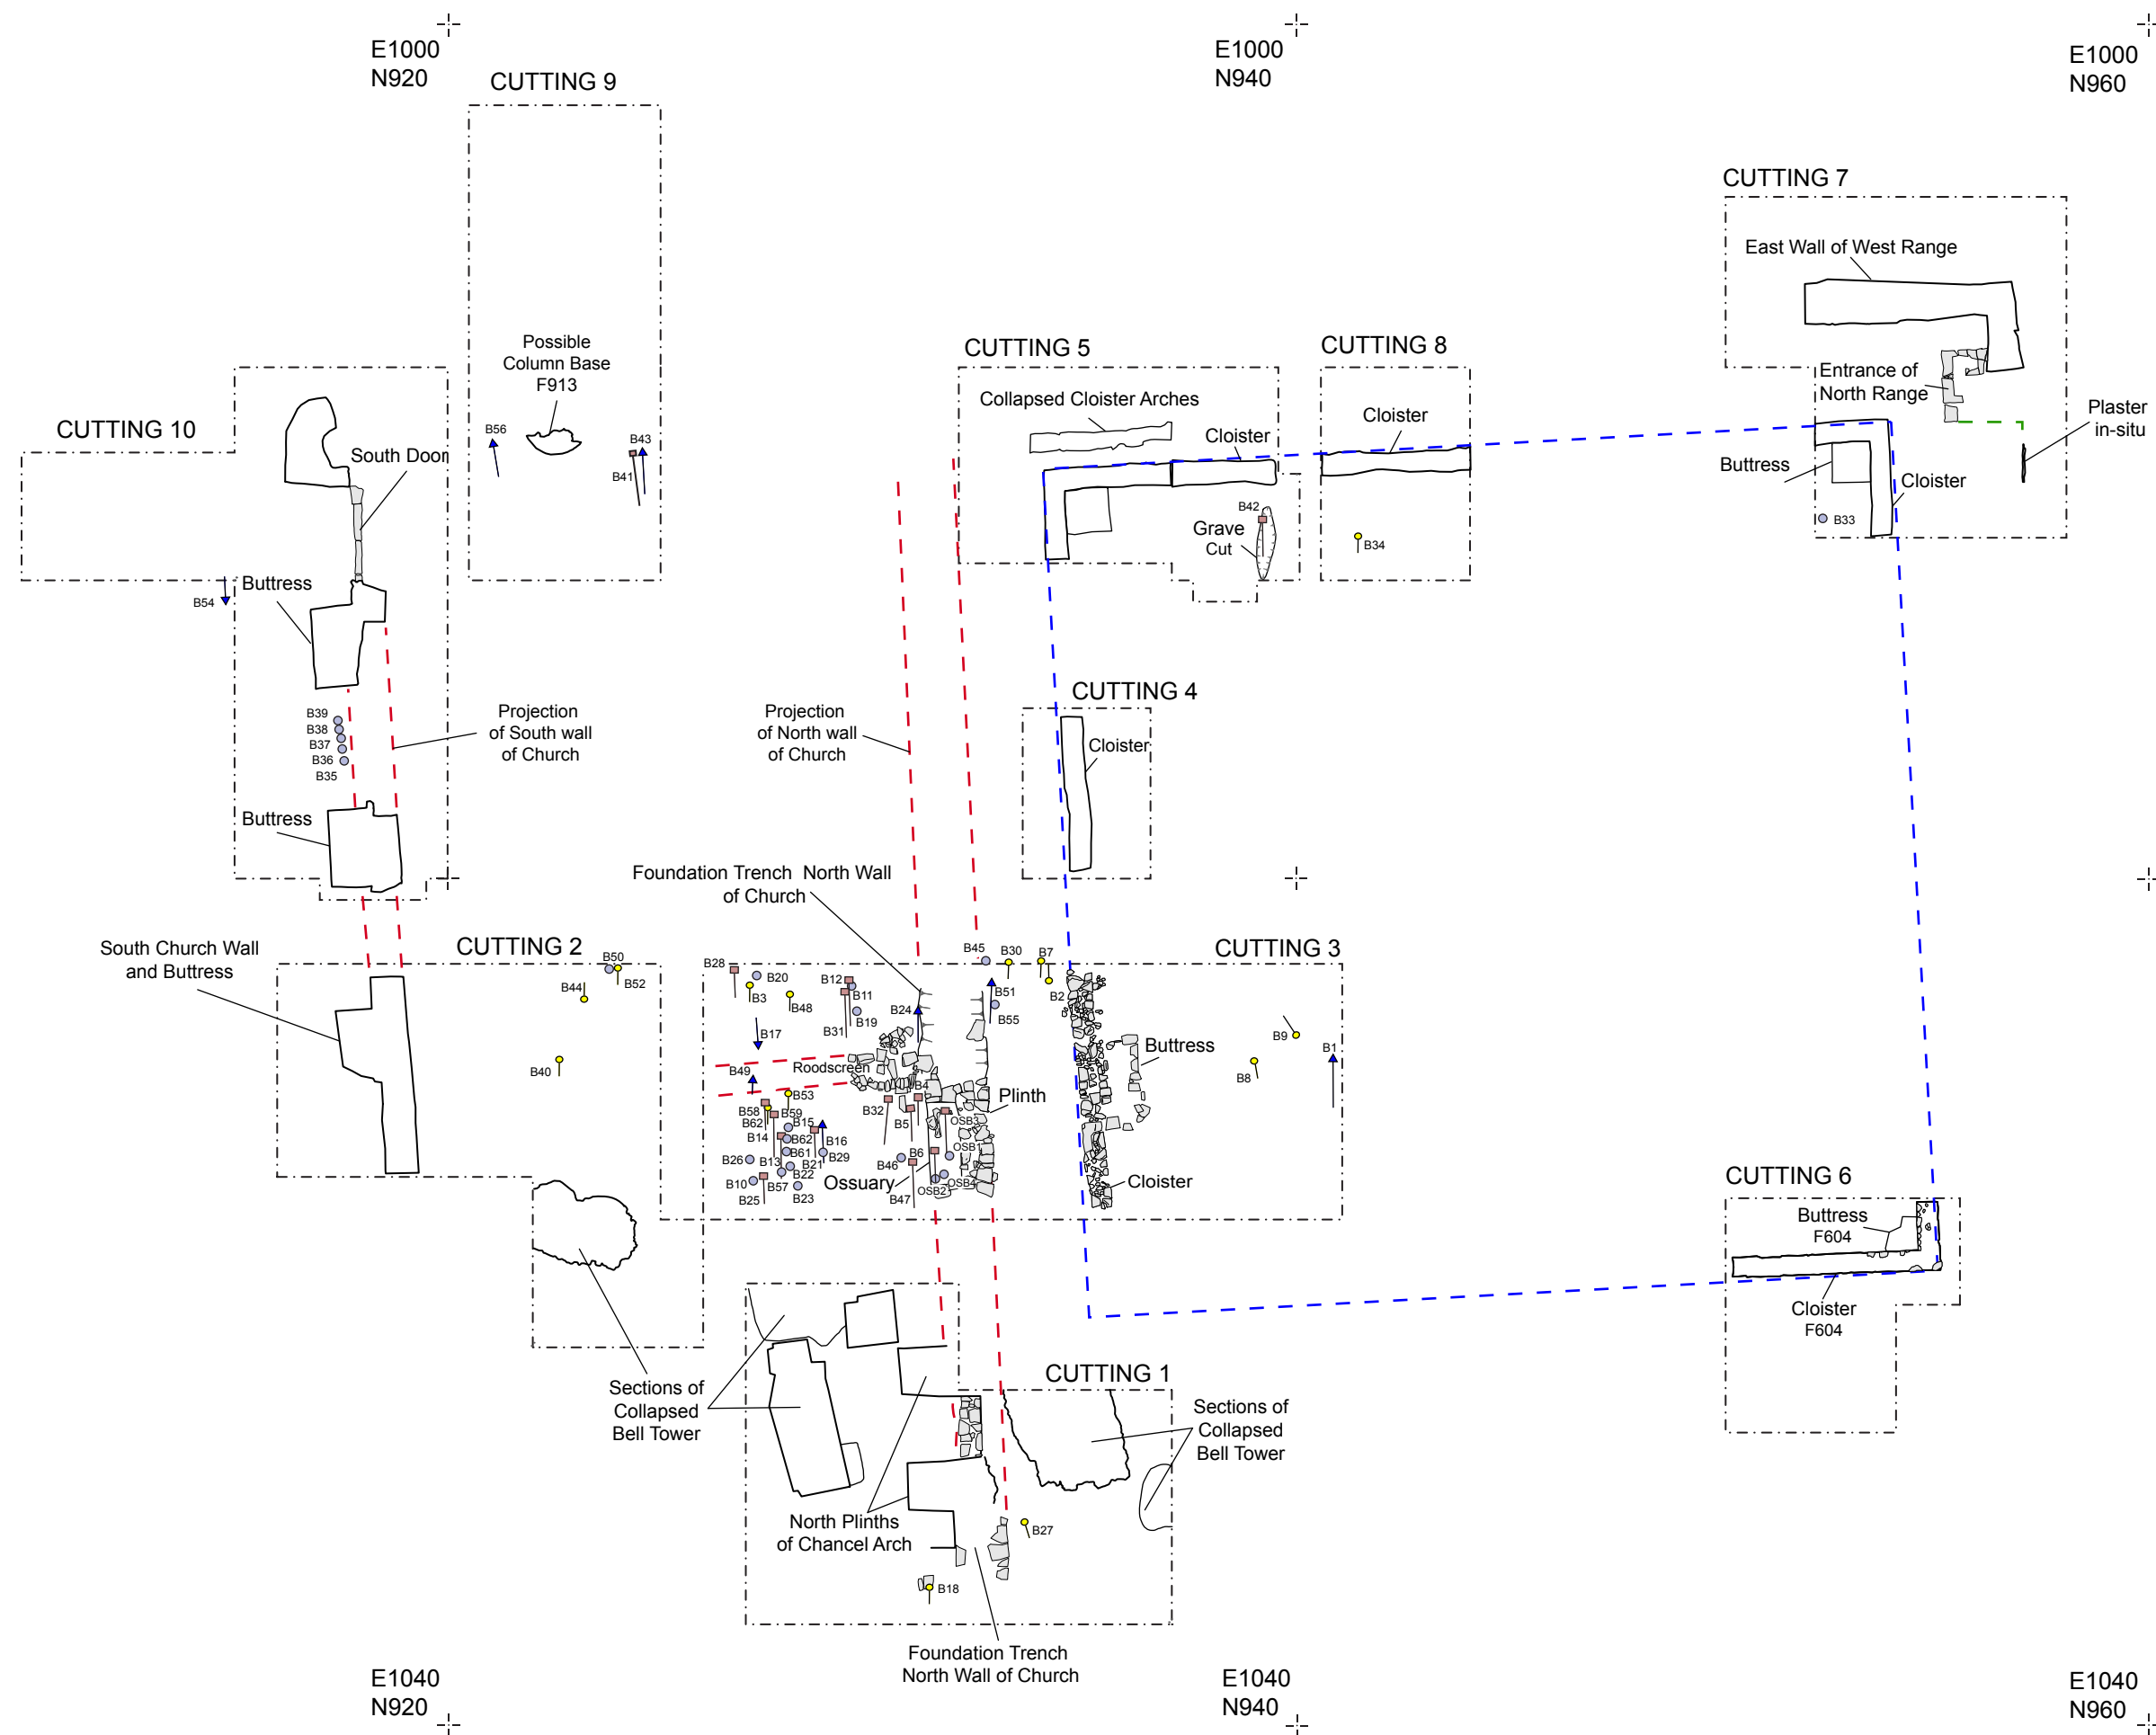 E1000
N920
E1000
N940
E1000
N960
CUTTING 9
CUTTING 7
East Wall of West Range
Possible
Column Base
F913
CUTTING 5
CUTTING 8
Entrance of
North Range
Collapsed Cloister Arches
Cloister
Cloister
Plaster
in-situ
CUTTING 10
B56
B43
B41
South Door
Buttress
Cloister
B42
Grave
Cut
B34
B33
Buttress
B54
CUTTING 4
B39
B38
B37
B36
B35
Projection
of South wall
of Church
Projection
of North wall
of Church
Cloister
Buttress
Foundation Trench North Wall
of Church
South Church Wall
and Buttress
CUTTING 2
CUTTING 3
B50
B52
B44
B40
B28
B20
B3
B48
B12
B11
B19
B31
B24
B45
B30
B7
B51
B55
B2
B17
B9
B1
B8
Buttress
Roodscreen
B49
B53
B4
Plinth
B58
B62
B59
B32
B5
OSB3
B15
B14
B62
B16
B61
B13
B21
B29
B26
B6
OSB1
B46
B22
B10
B57
B23
B25
Ossuary
B47
OSB2
OSB4
Cloister
CUTTING 6
Buttress
F604
Cloister
F604
CUTTING 1
Sections of
Collapsed
Bell Tower
Sections of
Collapsed
Bell Tower
North Plinths
of Chancel Arch
B27
B18
Foundation Trench
North Wall of Church
E1040
N920
E1040
N940
E1040
N960